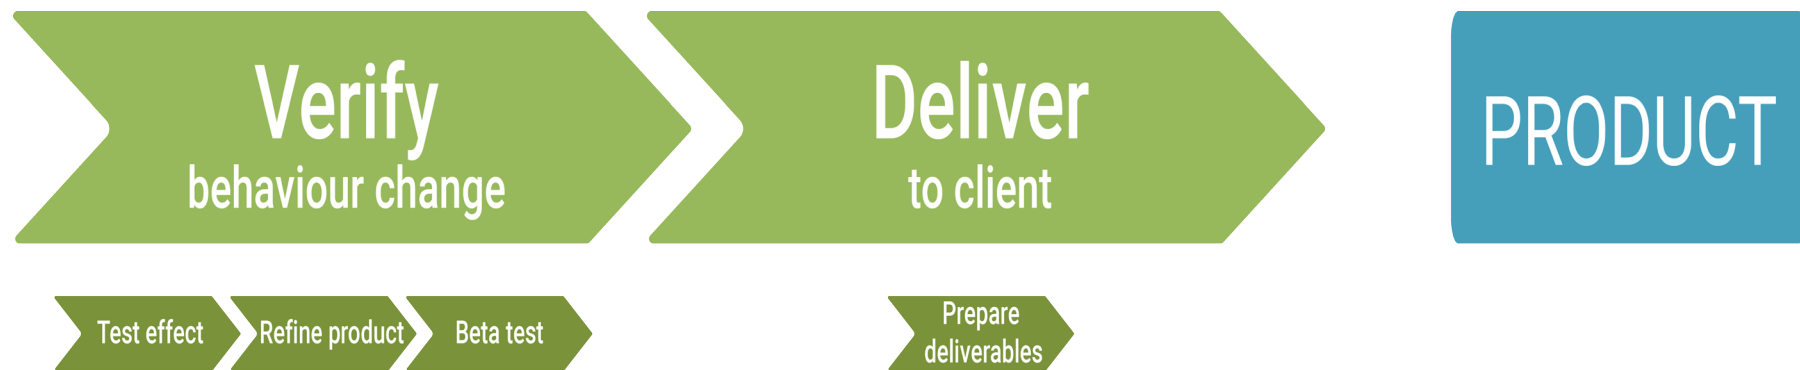 Verify
behaviour change
Deliver
to client
PRODUCT
Test effect
Refine product
Beta test
Prepare
deliverables